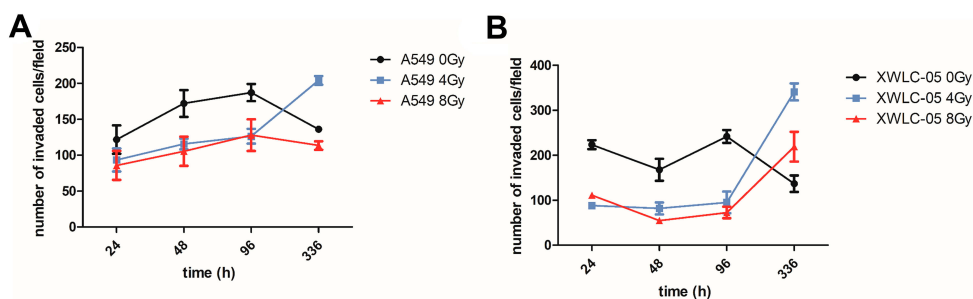 A
number of invaded cells/field
250
200
150
100
50
0
24
48
96
336
time (h)
A549 0Gy
A549 4Gy
A549 8Gy
B
number of invaded cells/field
400
300
200
100
0
24
48
96
336
time (h)
XWLC-05 0Gy
XWLC-05 4Gy
XWLC-05 8Gy